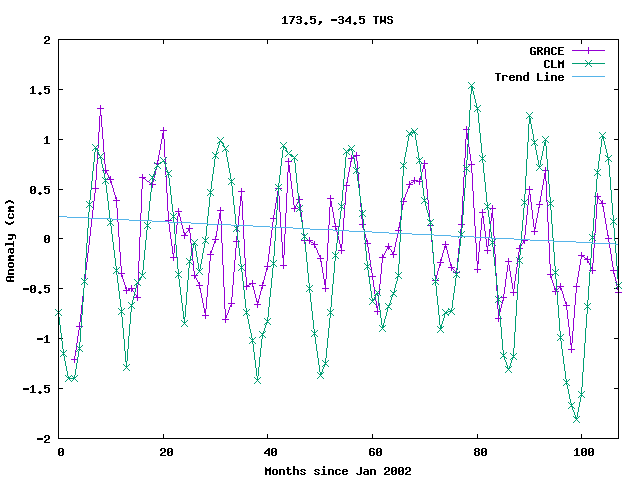 173.5, -34.5 TWS
2
1.5
1
0.5
0
-0.5
-1
-1.5
-2
Anomaly (cm)
GRACE
CLM
Trend Line
0 20 40 60 80 100
Months since Jan 2002